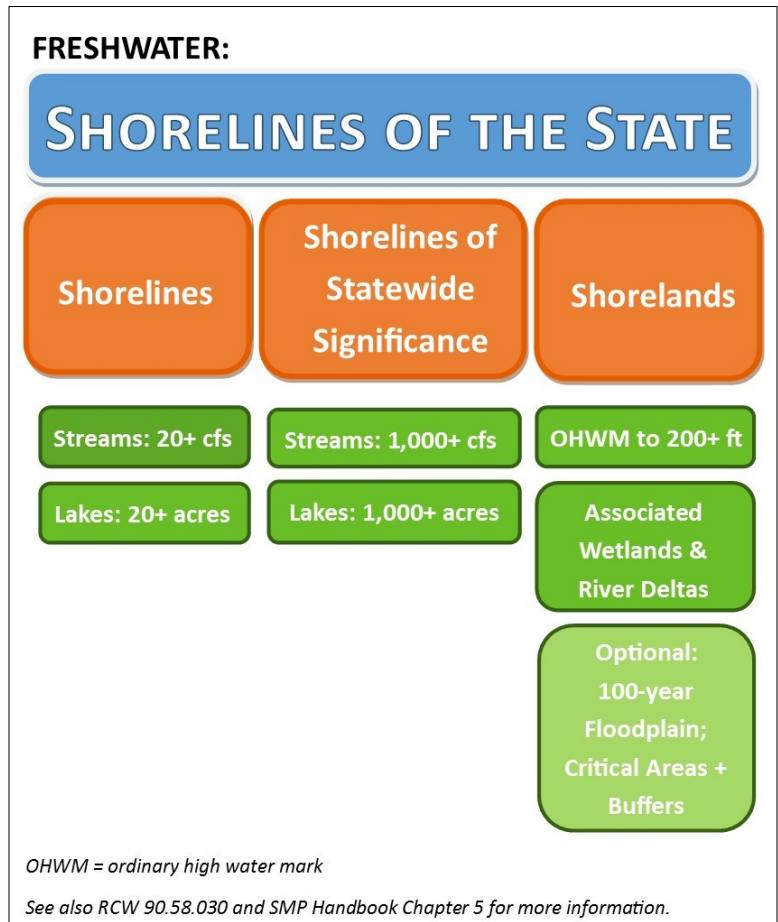 FRESHWATER:
SHORELINES OF THE STATE
Shorelines
Shorelines of
Statewide
Significance
Shorelands
Streams: 20+ cfs
Lakes: 20+ acres
Streams: 1,000+ cfs
Lakes: 1,000+ acres
OHWM to 200+ ft
Associated
Wetlands &
River Deltas
Optional:
100-year
Floodplain;
Critical Areas +
Buffers
OHWM = ordinary high water mark
See also RCW 90.58.030 and SMP Handbook Chapter 5 for more information.